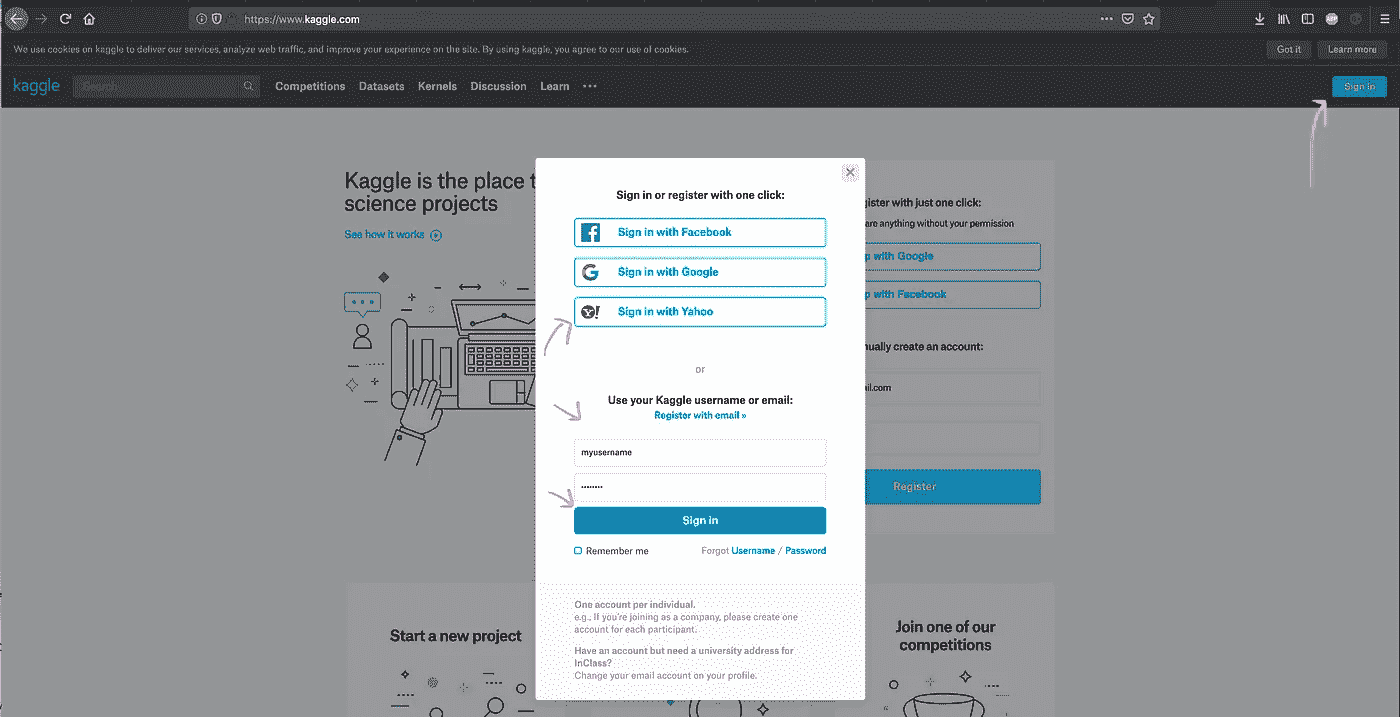 https://www.kaggle.com
We use cookies on kaggle to deliver our services, analyze web traffic, and improve your experience on the site. By using kaggle, you agree to our use of cookies.
Got it
Learn more
kaggle
Search
Competitions
Datasets
Kernels
Discussion
Learn
Sign in
Kaggle is the place t
science projects
See how it works
Sign in or register with one click:
Sign in with Facebook
Sign in with Google
Sign in with Yahoo
or
Use your Kaggle username or email:
Register with email »
myusername
Sign in
Remember me
Forgot Username / Password
One account per individual.
e.g., If you're joining as a company, please create one
account for each participant.
Have an account but need a university address for
InClass?
Change your email account on your profile.
gister with just one click:
are anything without your permission
p with Google
p with Facebook
nually create an account:
ail.com
Register
Start a new project
Join one of our
competitions